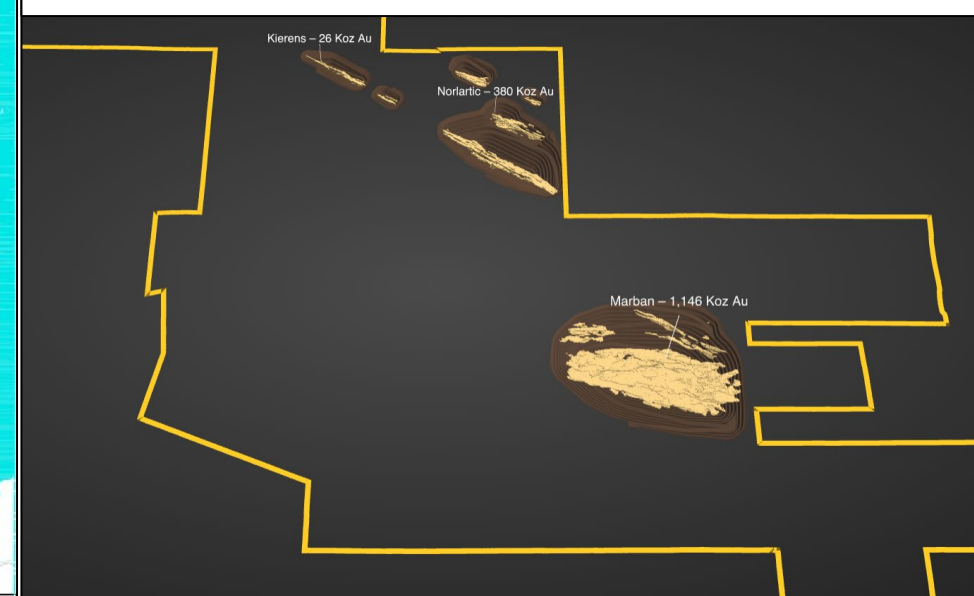 Kierens – 26 Koz Au
Norlartic – 380 Koz Au
Marban – 1,146 Koz Au